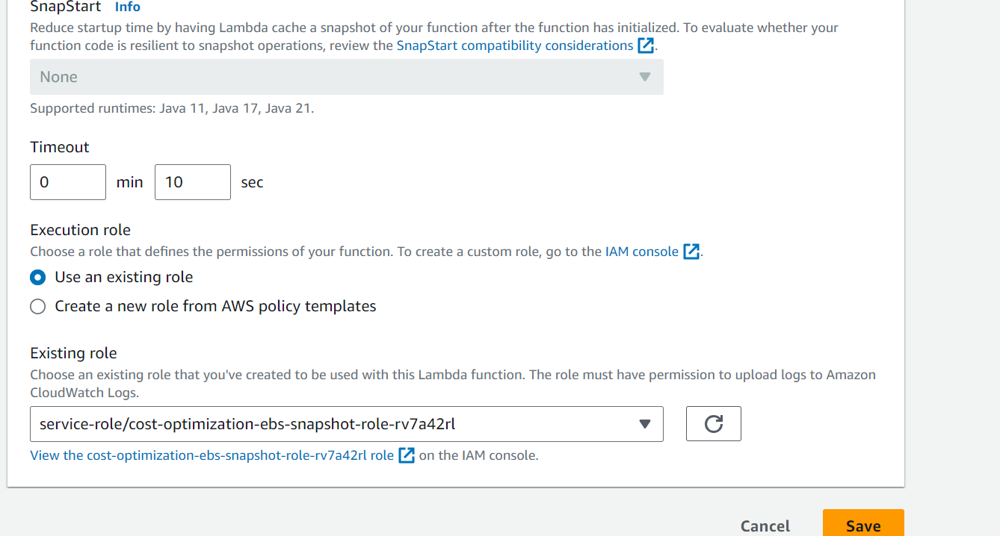 SnapStart Info
Reduce startup time by having Lambda cache a snapshot of your function after the function has initialized. To evaluate whether your
function code is resilient to snapshot operations, review the SnapStart compatibility considerations.
None
Supported runtimes: Java 11, Java 17, Java 21.
Timeout
0 min 10 sec
Execution role
Choose a role that defines the permissions of your function. To create a custom role, go to the IAM console.
Use an existing role
Create a new role from AWS policy templates
Existing role
Choose an existing role that you've created to be used with this Lambda function. The role must have permission to upload logs to Amazon
CloudWatch Logs.
service-role/cost-optimization-ebs-snapshot-role-rv7a42rl
View the cost-optimization-ebs-snapshot-role-rv7a42rl role on the IAM console.
Cancel Save